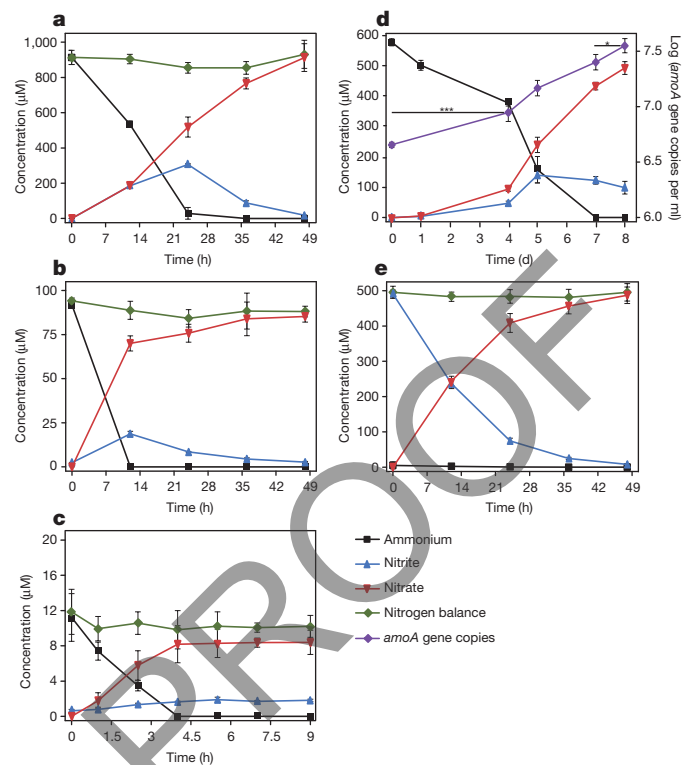 a
1,000
800
600
400
200
0
Concentration (μM)
0 7 14 21 28 35 42 49
Time (h)
d
600
500
400
300
200
100
0
Concentration (μM)
***
*
7.5
7.0
6.5
6.0
Log (amoA gene copies per ml)
0 1 2 3 4 5 6 7 8
Time (d)
b
100
75
50
25
0
Concentration (μM)
0 7 14 21 28 35 42 49
Time (h)
e
500
400
300
200
100
0
Concentration (μM)
0 7 14 21 28 35 42 49
Time (h)
c
20
16
12
8
4
0
Concentration (μM)
0 1.5 3 4.5 6 7.5 9
Time (h)
Ammonium
Nitrite
Nitrate
Nitrogen balance
amoA gene copies
PROOF